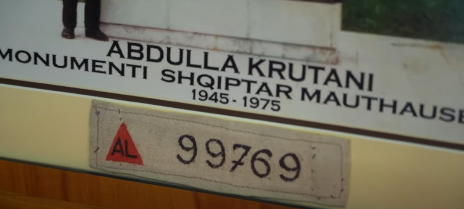 ABDULLA KRUTANI
MONUMENTI SHQIPTAR MAUTHAUSE
1945-1975
AL 99769